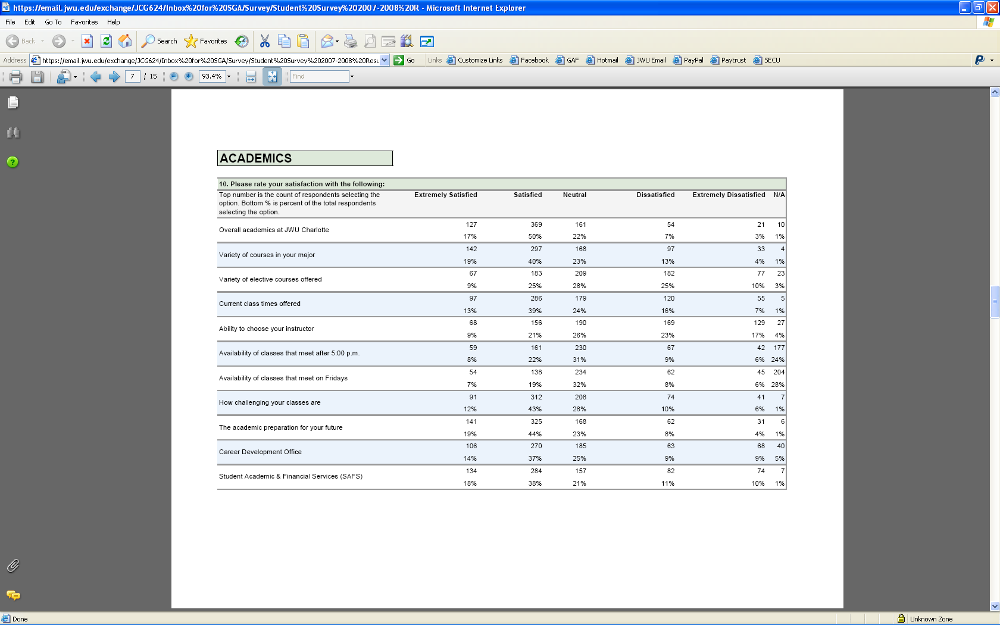 https://email.jwu.edu/exchange/JCG624/Inbox%20for%20SGA/Survey/Student%20Survey%202007-2008%20R - Microsoft Internet Explorer
File Edit Go To Favorites Help
Back Search Favorites
Address https://email.jwu.edu/exchange/JCG624/Inbox%20for%20SGA/Survey/Student%20Survey%202007-2008%20Resu Go Links Customize Links Facebook GAF Hotmail JWU Email PayPal Paytrust SECU
7 / 15 93.4% Find
ACADEMICS
10. Please rate your satisfaction with the following:
Top number is the count of respondents selecting the Extremely Satisfied Satisfied Neutral Dissatisfied Extremely Dissatisfied N/A
option. Bottom % is percent of the total respondents
selecting the option.
127 369 161 54 21 10
Overall academics at JWU Charlotte
17% 50% 22% 7% 3% 1%
142 297 168 97 33 4
Variety of courses in your major
19% 40% 23% 13% 4% 1%
67 183 209 182 77 23
Variety of elective courses offered
9% 25% 28% 25% 10% 3%
97 286 179 120 55 5
Current class times offered
13% 39% 24% 16% 7% 1%
68 156 190 169 129 27
Ability to choose your instructor
9% 21% 26% 23% 17% 4%
59 161 230 67 42 177
Availability of classes that meet after 5:00 p.m.
8% 22% 31% 9% 6% 24%
54 138 234 62 45 204
Availability of classes that meet on Fridays
7% 19% 32% 8% 6% 28%
91 312 208 74 41 7
How challenging your classes are
12% 43% 28% 10% 6% 1%
141 325 168 62 31 6
The academic preparation for your future
19% 44% 23% 8% 4% 1%
106 270 185 63 68 40
Career Development Office
14% 37% 25% 9% 9% 5%
134 284 157 82 74 7
Student Academic & Financial Services (SAFS)
18% 38% 21% 11% 10% 1%
Done Unknown Zone